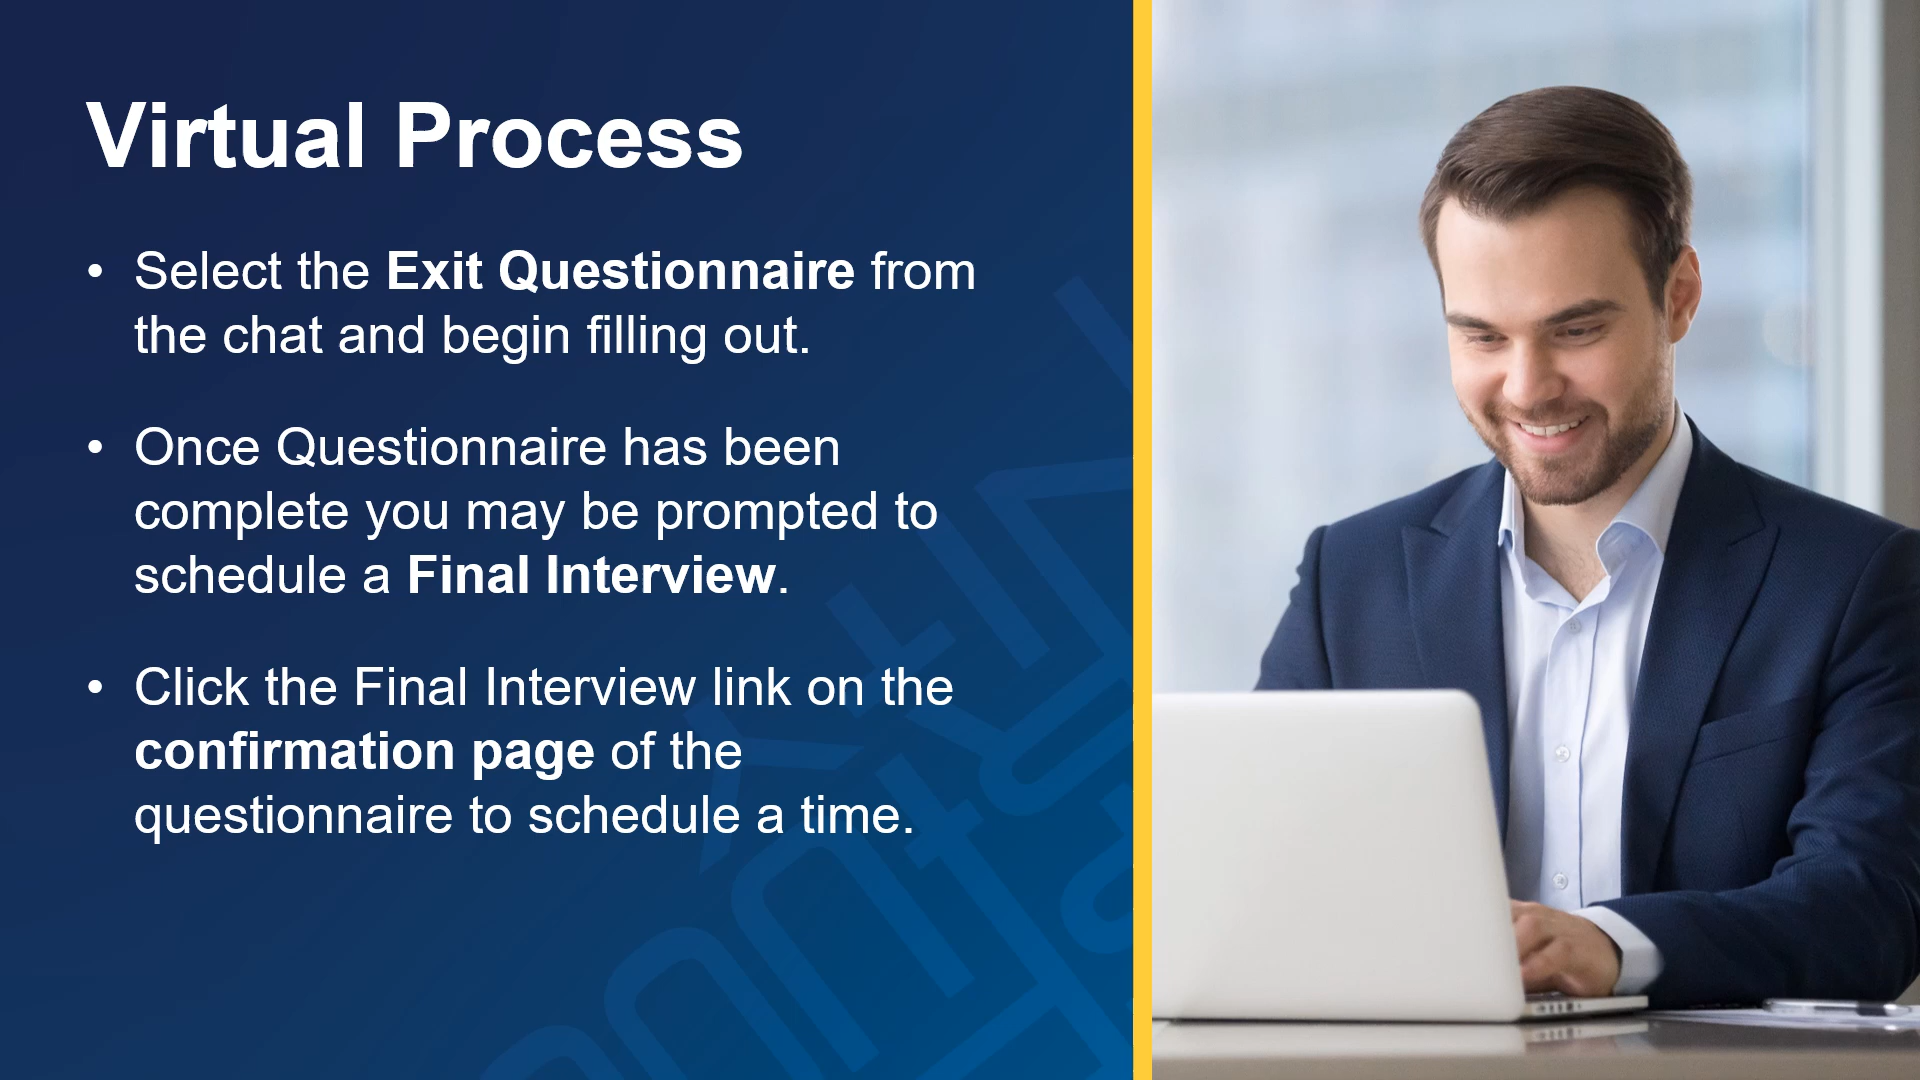 Virtual Process
• Select the Exit Questionnaire from
the chat and begin filling out.
• Once Questionnaire has been
complete you may be prompted to
schedule a Final Interview.
• Click the Final Interview link on the
confirmation page of the
questionnaire to schedule a time.